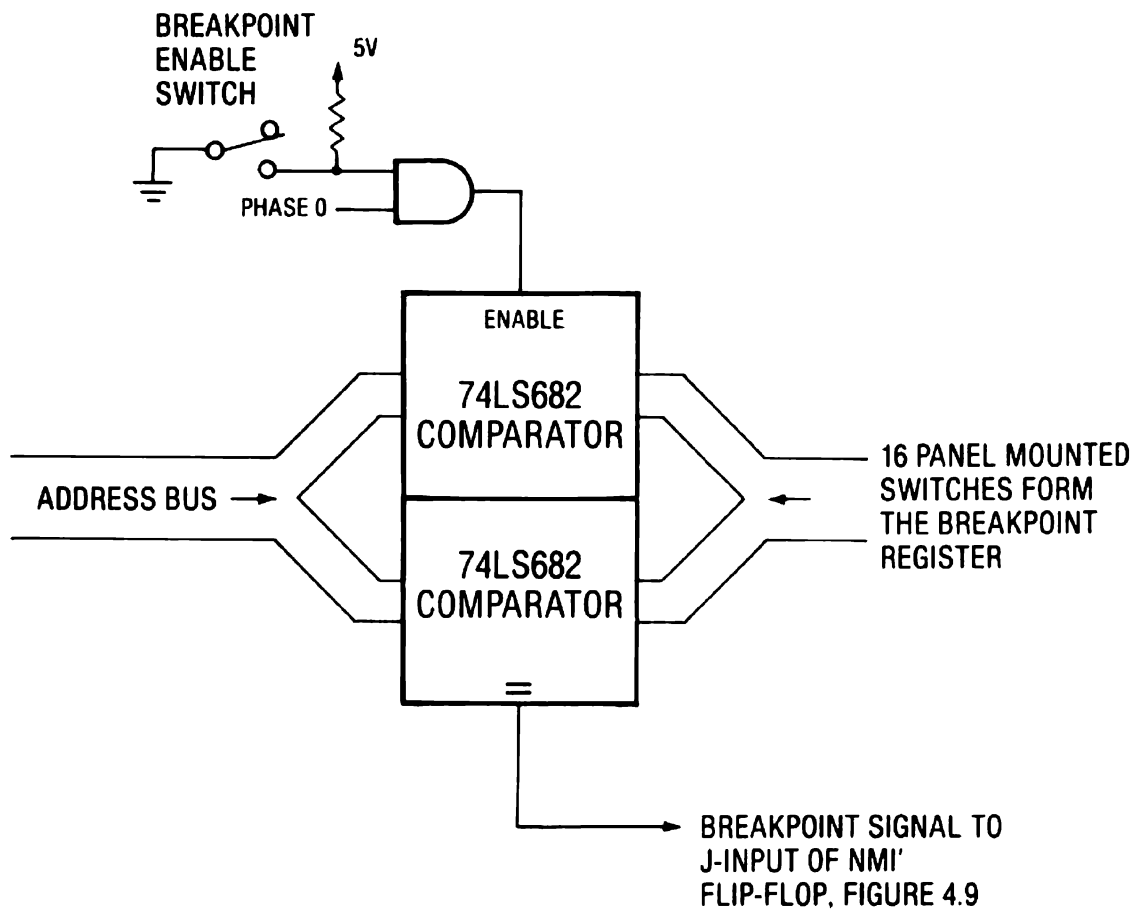 BREAKPOINT
ENABLE
SWITCH
5V
PHASE 0
ENABLE
74LS682
COMPARATOR
ADDRESS BUS
16 PANEL MOUNTED
SWITCHES FORM
THE BREAKPOINT
REGISTER
74LS682
COMPARATOR
=
BREAKPOINT SIGNAL TO
J-INPUT OF NMI'
FLIP-FLOP, FIGURE 4.9